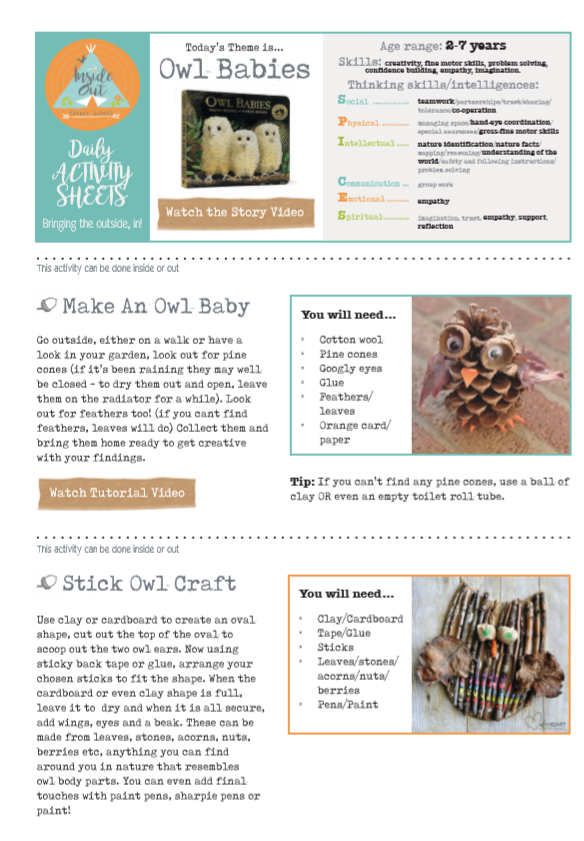 Inside
Out
forest school
Daily
ACTIVITY
SHEETS
Bringing the outside, in!
Today's Theme is...
Owl Babies
OWL BABIES
Watch the Story Video
Age range: 2-7 years
Skills: creativity, fine motor skills, problem solving,
confidence building, empathy, imagination.
Thinking skills/intelligences:
Social ............. teamwork/partnerships/trust/sharing/
tolerance/co-operation
Physical .......... managing space/hand-eye coordination/
special awareness/gross-fine motor skills
Intellectual ..... nature identification/nature facts/
mapping/reasoning/understanding of the
world/safety and following instructions/
problem solving
Communication ... group work
Emotional .......... empathy
Spiritual .......... imagination, trust, empathy, support,
reflection
This activity can be done inside or out
Make An Owl Baby
Go outside, either on a walk or have a
look in your garden, look out for pine
cones (if it's been raining they may well
be closed - to dry them out and open, leave
them on the radiator for a while). Look
out for feathers too! (if you cant find
feathers, leaves will do) Collect them and
bring them home ready to get creative
with your findings.
Watch Tutorial Video
You will need...
• Cotton wool
• Pine cones
• Googly eyes
• Glue
• Feathers/
leaves
• Orange card/
paper
Tip: If you can't find any pine cones, use a ball of
clay OR even an empty toilet roll tube.
This activity can be done inside or out
Stick Owl Craft
Use clay or cardboard to create an oval
shape, cut out the top of the oval to
scoop out the two owl ears. Now using
sticky back tape or glue, arrange your
chosen sticks to fit the shape. When the
cardboard or even clay shape is full,
leave it to dry and when it is all secure,
add wings, eyes and a beak. These can be
made from leaves, stones, acorns, nuts,
berries etc, anything you can find
around you in nature that resembles
owl body parts. You can even add final
touches with paint pens, sharpie pens or
paint!
You will need...
• Clay/Cardboard
• Tape/Glue
• Sticks
• Leaves/stones/
acorns/nuts/
berries
• Pens/Paint